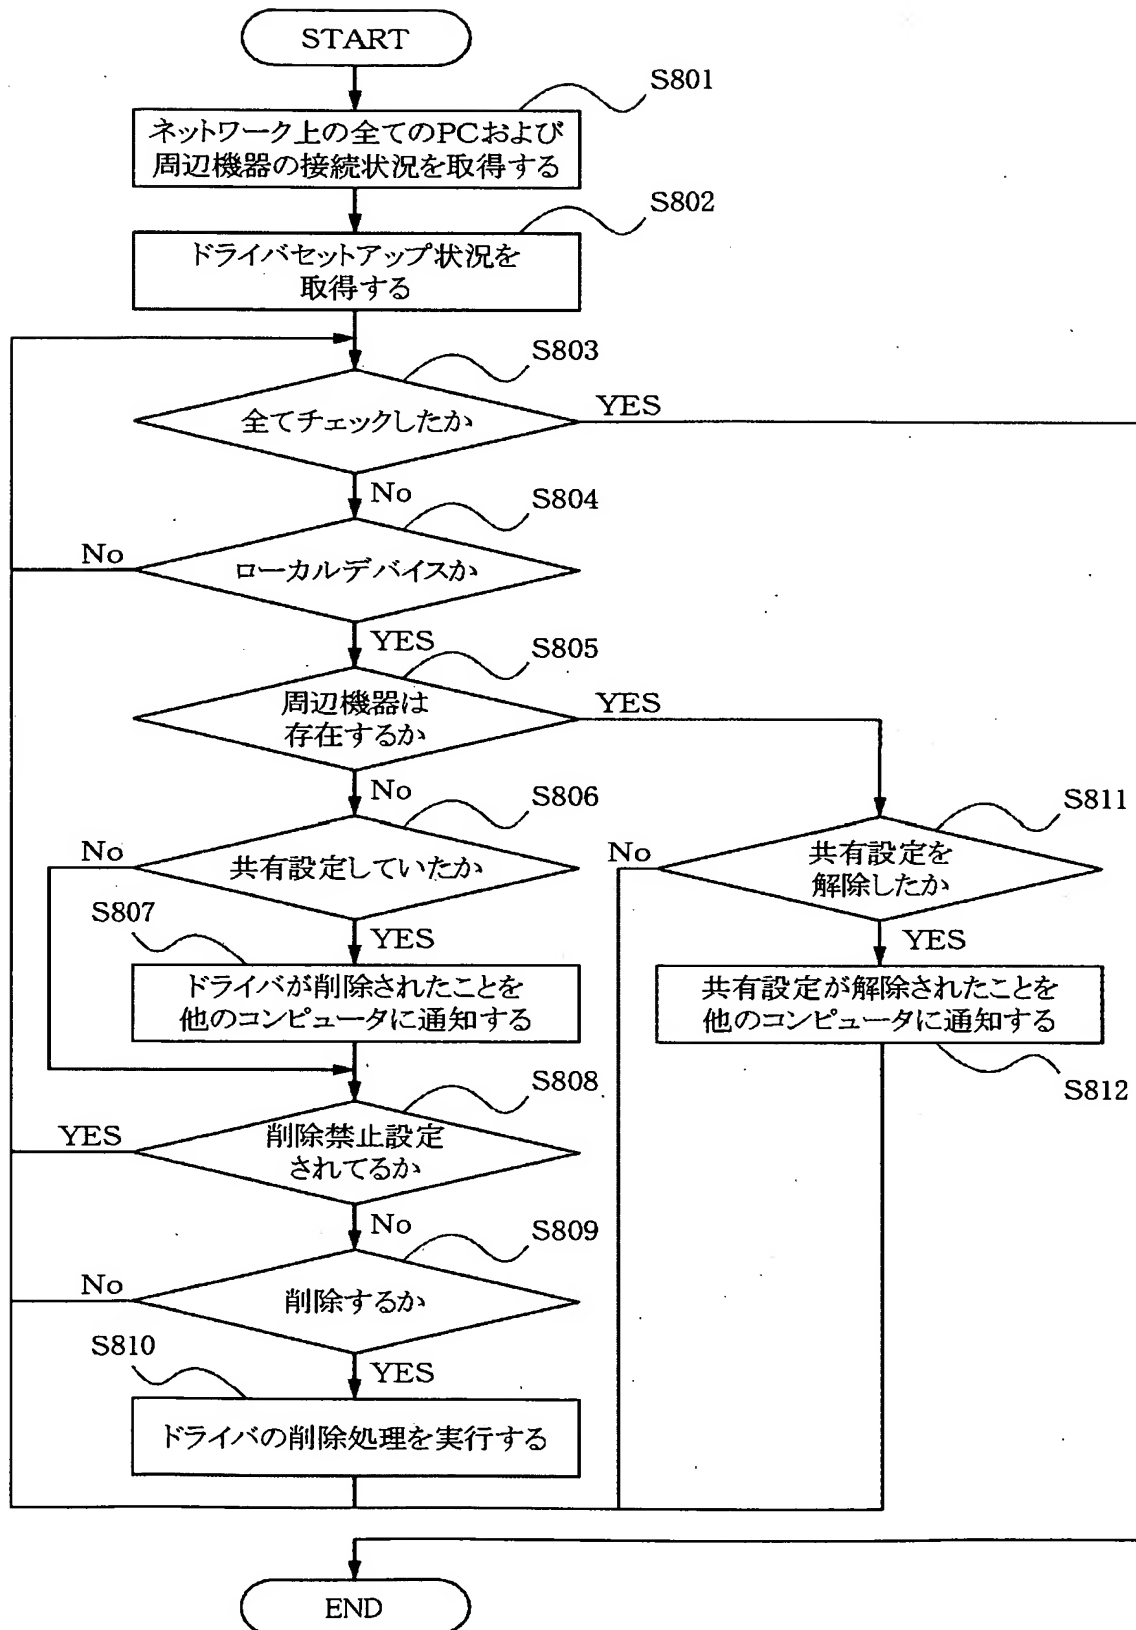 START
S801
ネットワーク上の全てのPCおよび
周辺機器の接続状況を取得する
S802
ドライバセットアップ状況を
取得する
S803
全てチェックしたか
YES
No
S804
No
ローカルデバイスか
YES
S805
周辺機器は
存在するか
YES
No
S806
No
共有設定していたか
S811
No
共有設定を
解除したか
S807
YES
YES
ドライバが削除されたことを
他のコンピュータに通知する
共有設定が解除されたことを
他のコンピュータに通知する
S808
S812
YES
削除禁止設定
されてるか
No
S809
No
削除するか
S810
YES
ドライバの削除処理を実行する
END